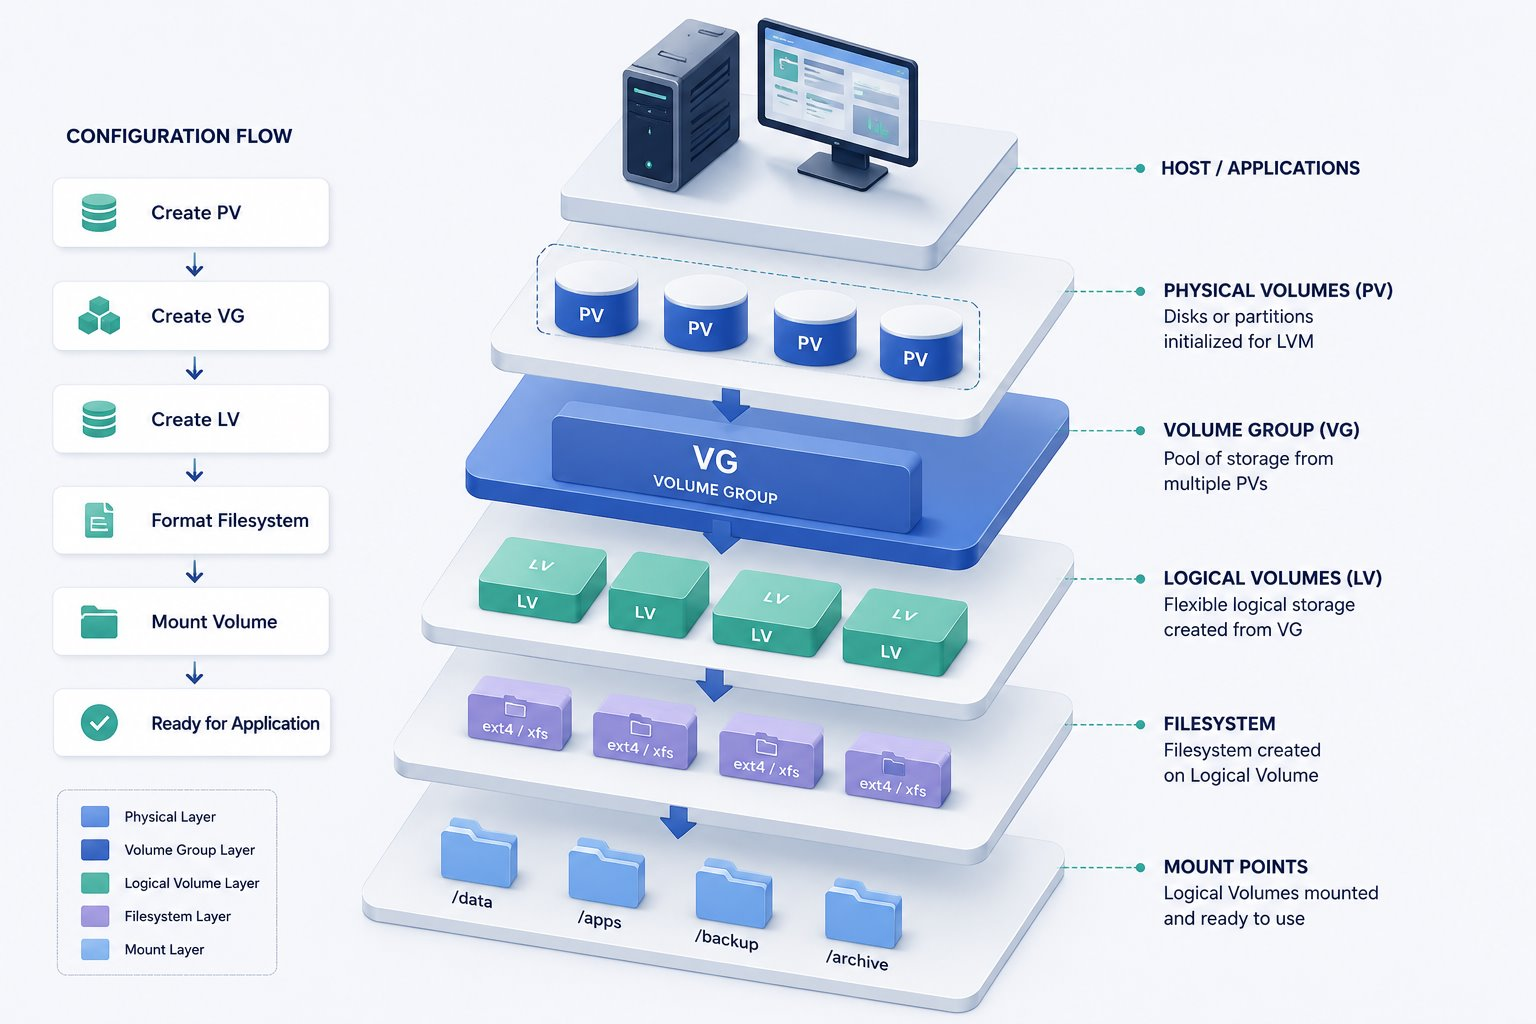 CONFIGURATION FLOW
Create PV
Create VG
Create LV
Format Filesystem
Mount Volume
Ready for Application
Physical Layer
Volume Group Layer
Logical Volume Layer
Filesystem Layer
Mount Layer
HOST / APPLICATIONS
PV
PV
PV
PV
PHYSICAL VOLUMES (PV)
Disks or partitions
initialized for LVM
VG
VOLUME GROUP
VOLUME GROUP (VG)
Pool of storage from
multiple PVs
LV
LV
LV
LV
LV
LV
LV
LOGICAL VOLUMES (LV)
Flexible logical storage
created from VG
ext4 / xfs
ext4 / xfs
ext4 / xfs
ext4 / xfs
FILESYSTEM
Filesystem created
on Logical Volume
/data
/apps
/backup
/archive
MOUNT POINTS
Logical Volumes mounted
and ready to use